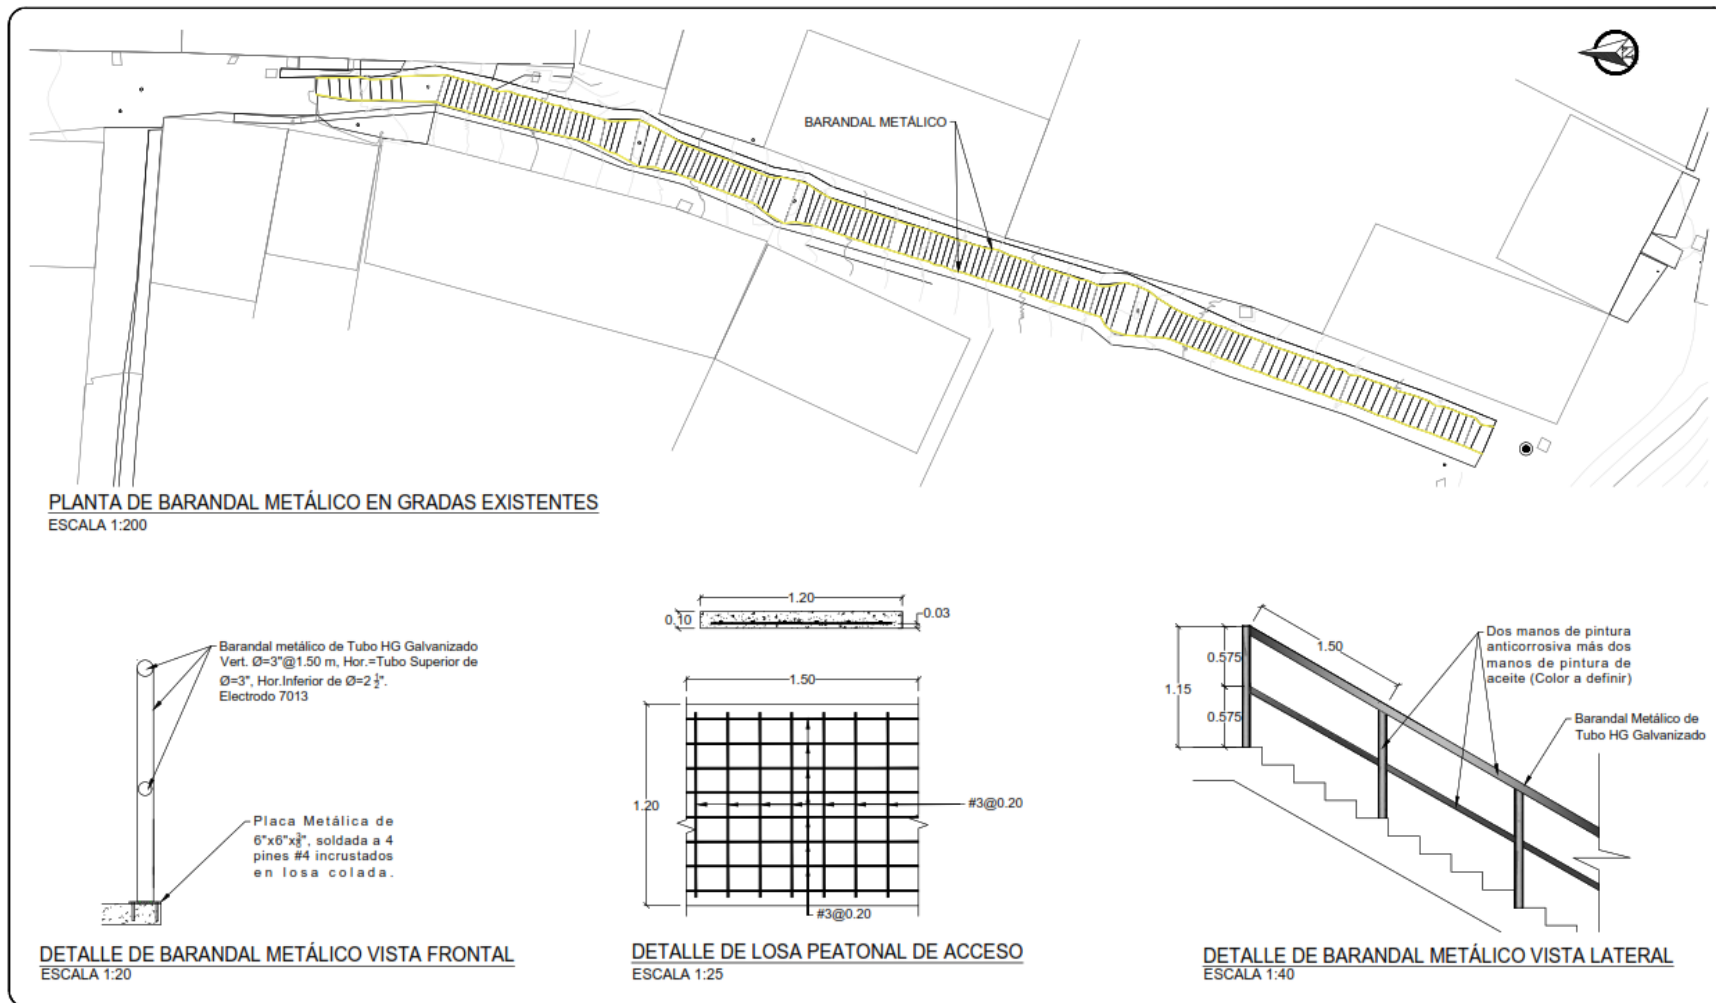 BARANDAL METÁLICO
N
PLANTA DE BARANDAL METÁLICO EN GRADAS EXISTENTES
ESCALA 1:200
Barandal metálico de Tubo HG Galvanizado
Vert. Ø=3"@1.50 m, Hor.=Tubo Superior de
Ø=3", Hor.Inferior de Ø=2 ½".
Electrodo 7013
Placa Metálica de
6"x6"x⅜", soldada a 4
pines #4 incrustados
en losa colada.
DETALLE DE BARANDAL METÁLICO VISTA FRONTAL
ESCALA 1:20
1.20
0.10
0.03
1.50
1.20
#3@0.20
#3@0.20
DETALLE DE LOSA PEATONAL DE ACCESO
ESCALA 1:25
1.50
0.575
1.15
0.575
Dos manos de pintura
anticorrosiva más dos
manos de pintura de
aceite (Color a definir)
Barandal Metálico de
Tubo HG Galvanizado
DETALLE DE BARANDAL METÁLICO VISTA LATERAL
ESCALA 1:40